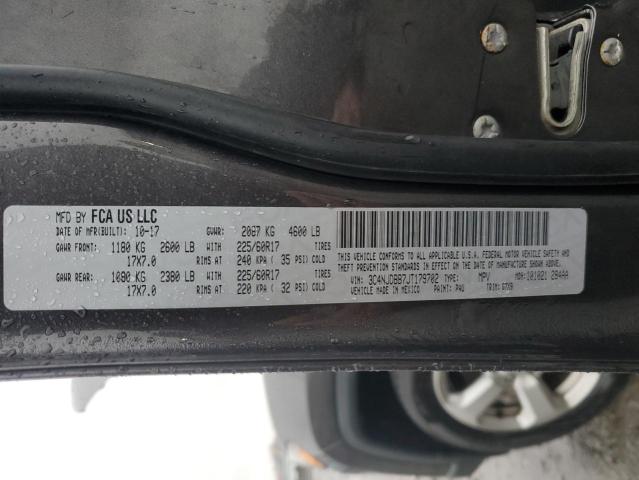 MFD BY FCA US LLC
DATE OF MFR(BUILT): 10-17 GVWR: 2087 KG 4600 LB
GAWR FRONT: 1180 KG 2600 LB WITH 225/60R17 TIRES
17X7.0 RIMS AT 240 KPA ( 35 PSI) COLD
GAWR REAR: 1080 KG 2380 LB WITH 225/60R17 TIRES
17X7.0 RIMS AT 220 KPA ( 32 PSI) COLD
THIS VEHICLE CONFORMS TO ALL APPLICABLE U.S.A. FEDERAL MOTOR VEHICLE SAFETY
AND THEFT PREVENTION STANDARDS IN EFFECT ON THE DATE OF MANUFACTURE SHOWN ABOVE.
VIN: 3C4NJDBB7JT179702 TYPE: MPV MDH:101021 284AA
VEHICLE MADE IN MEXICO PAINT: PAU TRIM: